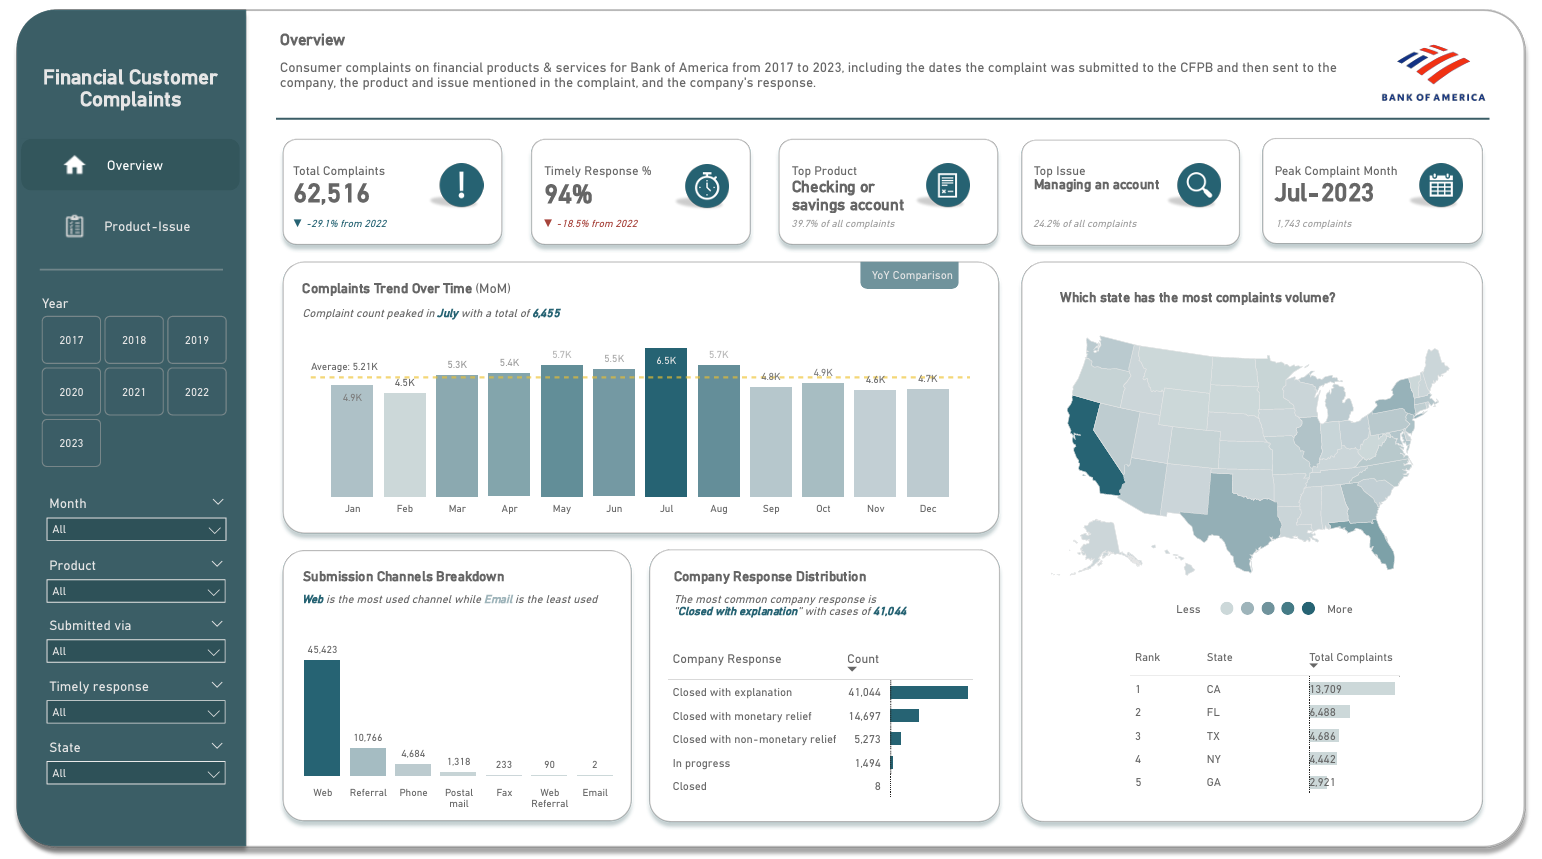 Financial Customer
Complaints
Overview
Product-Issue
Year
2017 2018 2019
2020 2021 2022
2023
Month
All
Product
All
Submitted via
All
Timely response
All
State
All
Overview
Consumer complaints on financial products & services for Bank of America from 2017 to 2023, including the dates the complaint was submitted to the CFPB and then sent to the
company, the product and issue mentioned in the complaint, and the company's response.
BANK OF AMERICA
Total Complaints
62,516
▼ -29.1% from 2022
Timely Response %
94%
▼ -18.5% from 2022
Top Product
Checking or
savings account
39.7% of all complaints
Top Issue
Managing an account
24.2% of all complaints
Peak Complaint Month
Jul-2023
1,743 complaints
YoY Comparison
Complaints Trend Over Time (MoM)
Complaint count peaked in July with a total of 6,455
Average: 5.21K
4.9K 4.5K 5.3K 5.4K 5.7K 5.5K 6.5K 5.7K 4.8K 4.9K 4.6K 4.7K
Jan Feb Mar Apr May Jun Jul Aug Sep Oct Nov Dec
Submission Channels Breakdown
Web is the most used channel while Email is the least used
45,423 10,766 4,684 1,318 233 90 2
Web Referral Phone Postal mail Fax Web Referral Email
Company Response Distribution
The most common company response is
"Closed with explanation" with cases of 41,044
Company Response Count
Closed with explanation 41,044
Closed with monetary relief 14,697
Closed with non-monetary relief 5,273
In progress 1,494
Closed 8
Which state has the most complaints volume?
Less More
Rank State Total Complaints
1 CA 13,709
2 FL 6,488
3 TX 4,686
4 NY 4,442
5 GA 2,921